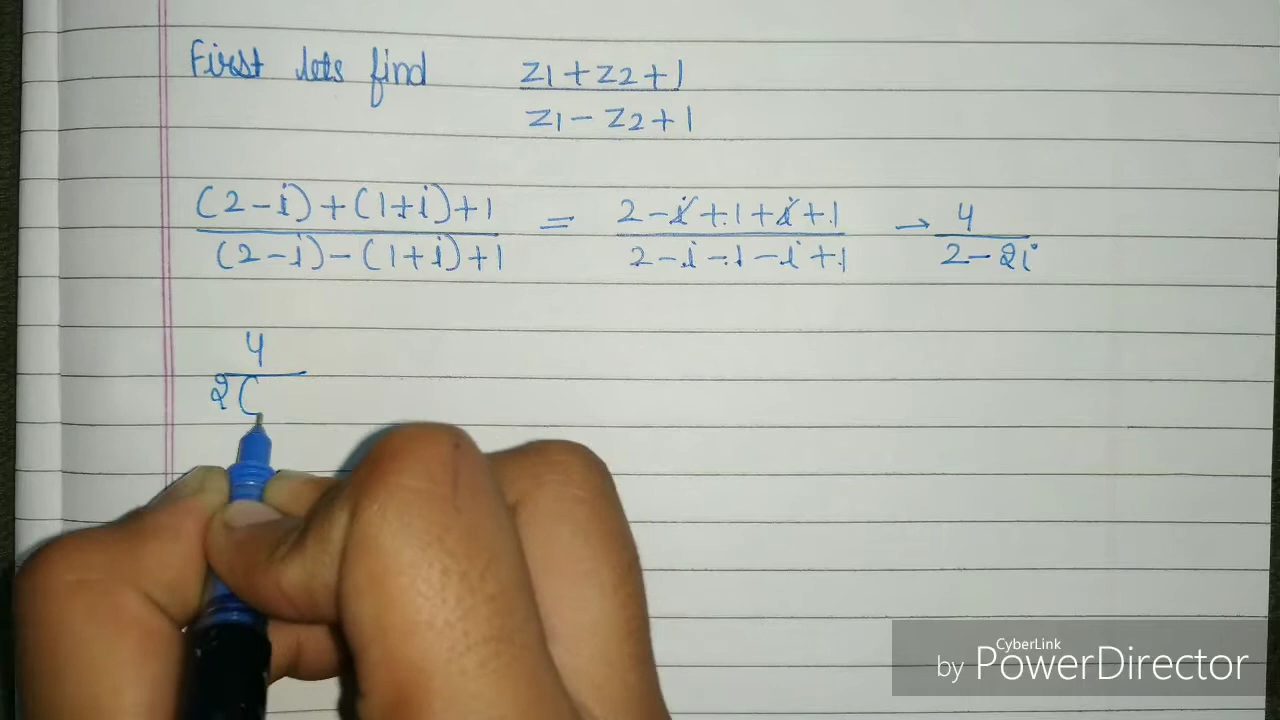 First lets find z1+z2+1
z1-z2+1
(2-i)+(1+i)+1 = 2-i+1+i+1 → 4
(2-i)-(1+i)+1 2-i-1-i+1 2-2i
4
2(
CyberLink
by PowerDirector